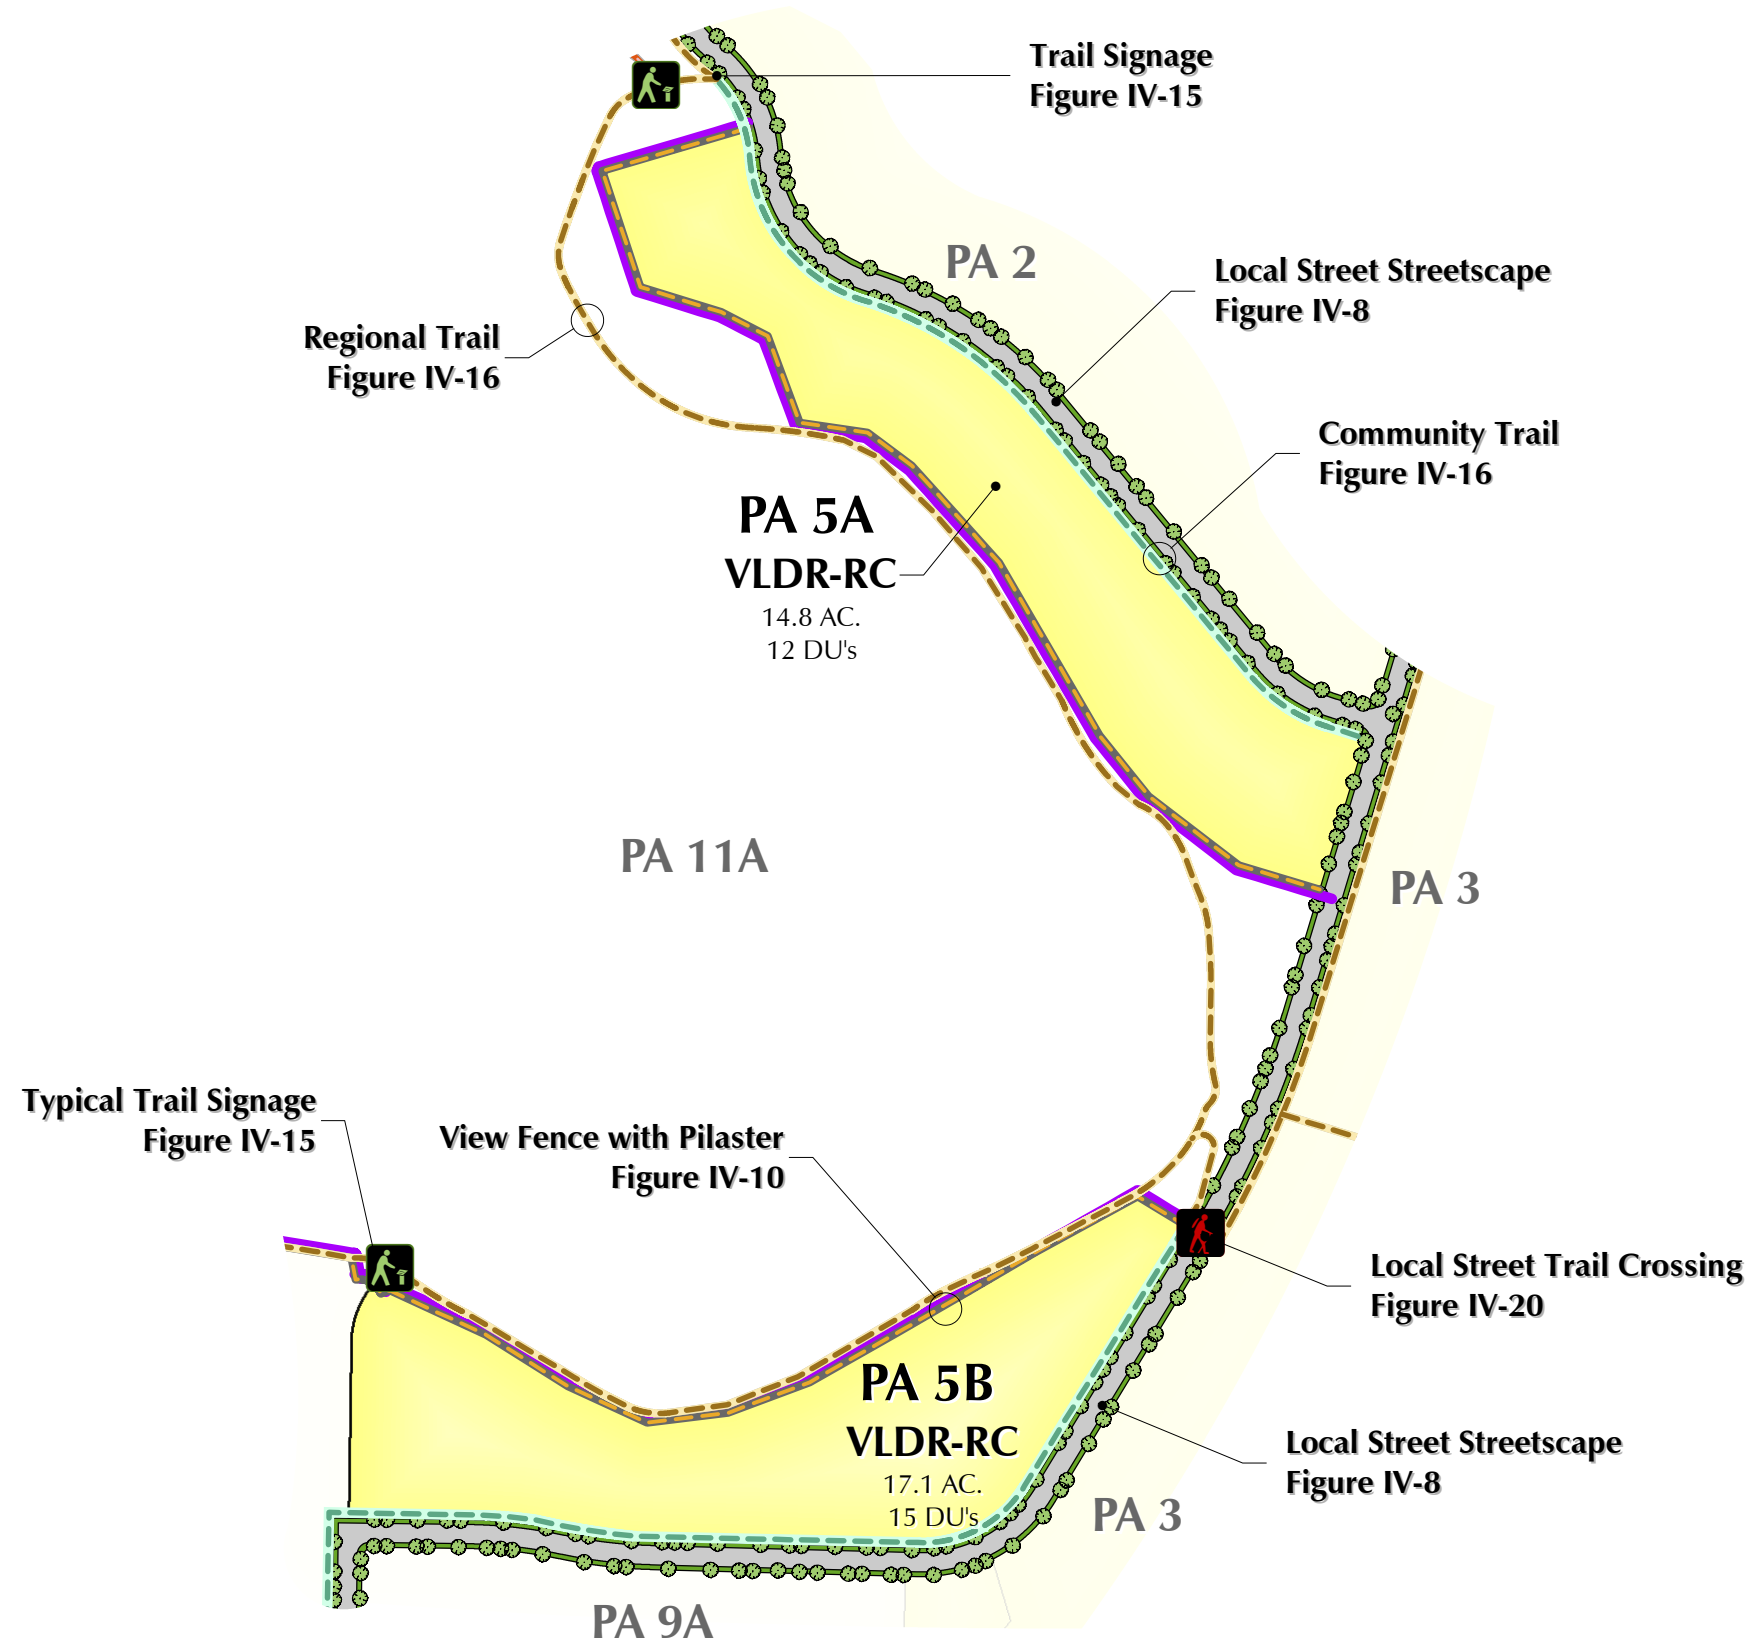 Trail Signage
Figure IV-15
PA 2
Local Street Streetscape
Figure IV-8
Regional Trail
Figure IV-16
Community Trail
Figure IV-16
PA 5A
VLDR-RC
14.8 AC.
12 DU's
PA 11A
PA 3
Typical Trail Signage
Figure IV-15
View Fence with Pilaster
Figure IV-10
Local Street Trail Crossing
Figure IV-20
PA 5B
VLDR-RC
17.1 AC.
15 DU's
Local Street Streetscape
Figure IV-8
PA 3
PA 9A